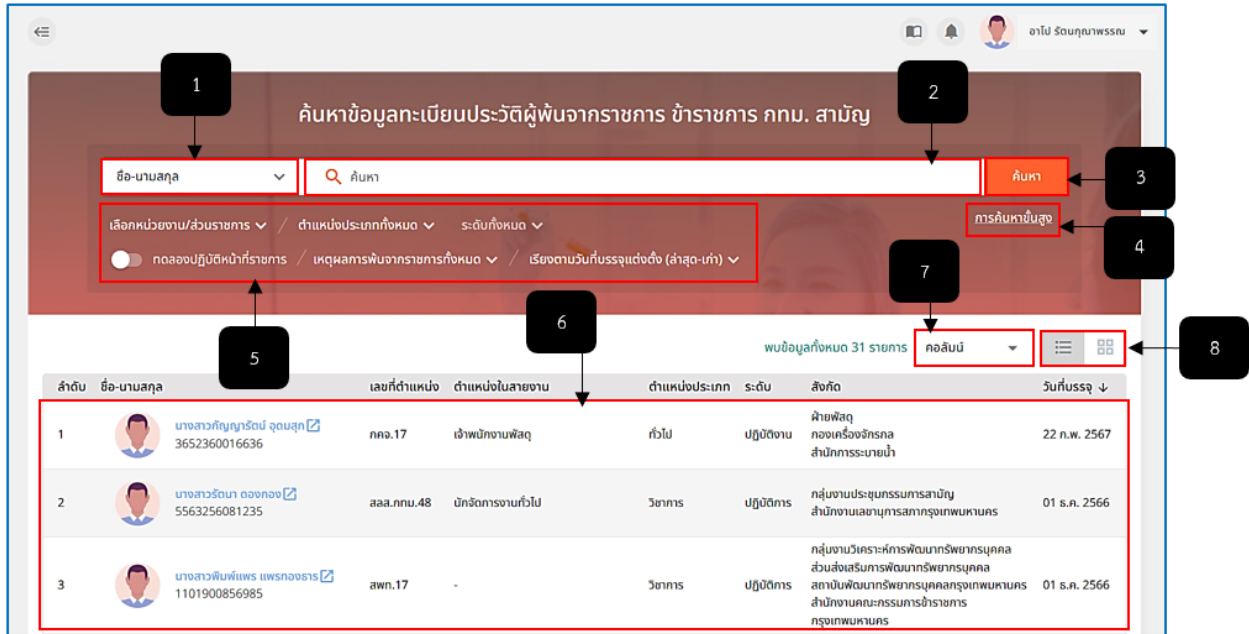 อาโป รัตนคุณาพรรณ
1
2
ค้นหาข้อมูลทะเบียนประวัติผู้พ้นจากราชการ ข้าราชการ กทม. สามัญ
ชื่อ-นามสกุล
ค้นหา
ค้นหา
3
เลือกหน่วยงาน/ส่วนราชการ / ตำแหน่งประเภททั้งหมด ระดับทั้งหมด
การค้นหาขั้นสูง
4
ทดลองปฏิบัติหน้าที่ราชการ / เหตุผลการพ้นจากราชการทั้งหมด / เรียงตามวันที่บรรจุแต่งตั้ง (ล่าสุด-เก่า)
7
6
5
พบข้อมูลทั้งหมด 31 รายการ
คอลัมน์
8
ลำดับ ชื่อ-นามสกุล เลขที่ตำแหน่ง ตำแหน่งในสายงาน ตำแหน่งประเภท ระดับ สังกัด วันที่บรรจุ
1 นางสาวกัญญารัตน์ อุดมสุก กคจ.17 เจ้าพนักงานพัสดุ ทั่วไป ปฏิบัติงาน 22 ก.พ. 2567
3652360016636
ฝ่ายพัสดุ
กองเครื่องจักรกล
สำนักการระบายน้ำ
2 นางสาวรัตนา ดองกอง สลส.กทม.48 นักจัดการงานทั่วไป วิชาการ ปฏิบัติการ 01 ธ.ค. 2566
5563256081235
กลุ่มงานประชุมกรรมการสามัญ
สำนักงานเลขานุการสภากรุงเทพมหานคร
3 นางสาวพิมพ์แพร แพรทองธาร สพท.17 - วิชาการ ปฏิบัติการ 01 ธ.ค. 2566
1101900856985
กลุ่มงานวิเคราะห์การพัฒนาทรัพยากรบุคคล
ส่วนส่งเสริมการพัฒนาทรัพยากรบุคคล
สถาบันพัฒนาทรัพยากรบุคคลกรุงเทพมหานคร
สำนักงานคณะกรรมการข้าราชการ
กรุงเทพมหานคร